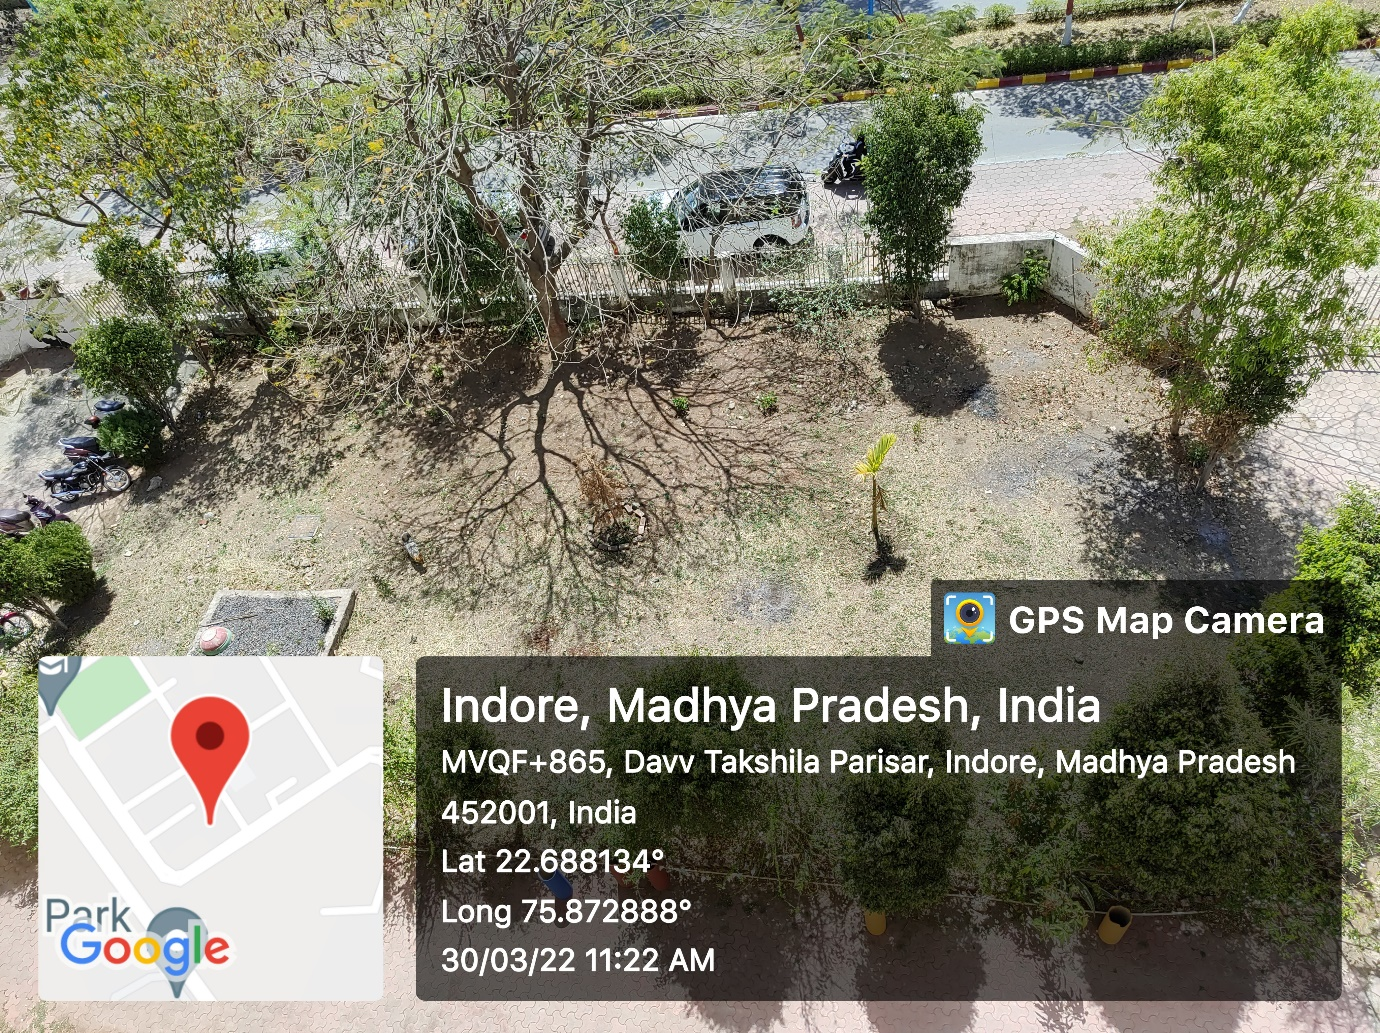 GPS Map Camera
Indore, Madhya Pradesh, India
MVQF+865, Davv Takshila Parisar, Indore, Madhya Pradesh
452001, India
Lat 22.688134°
Long 75.872888°
30/03/22 11:22 AM
Park
Google